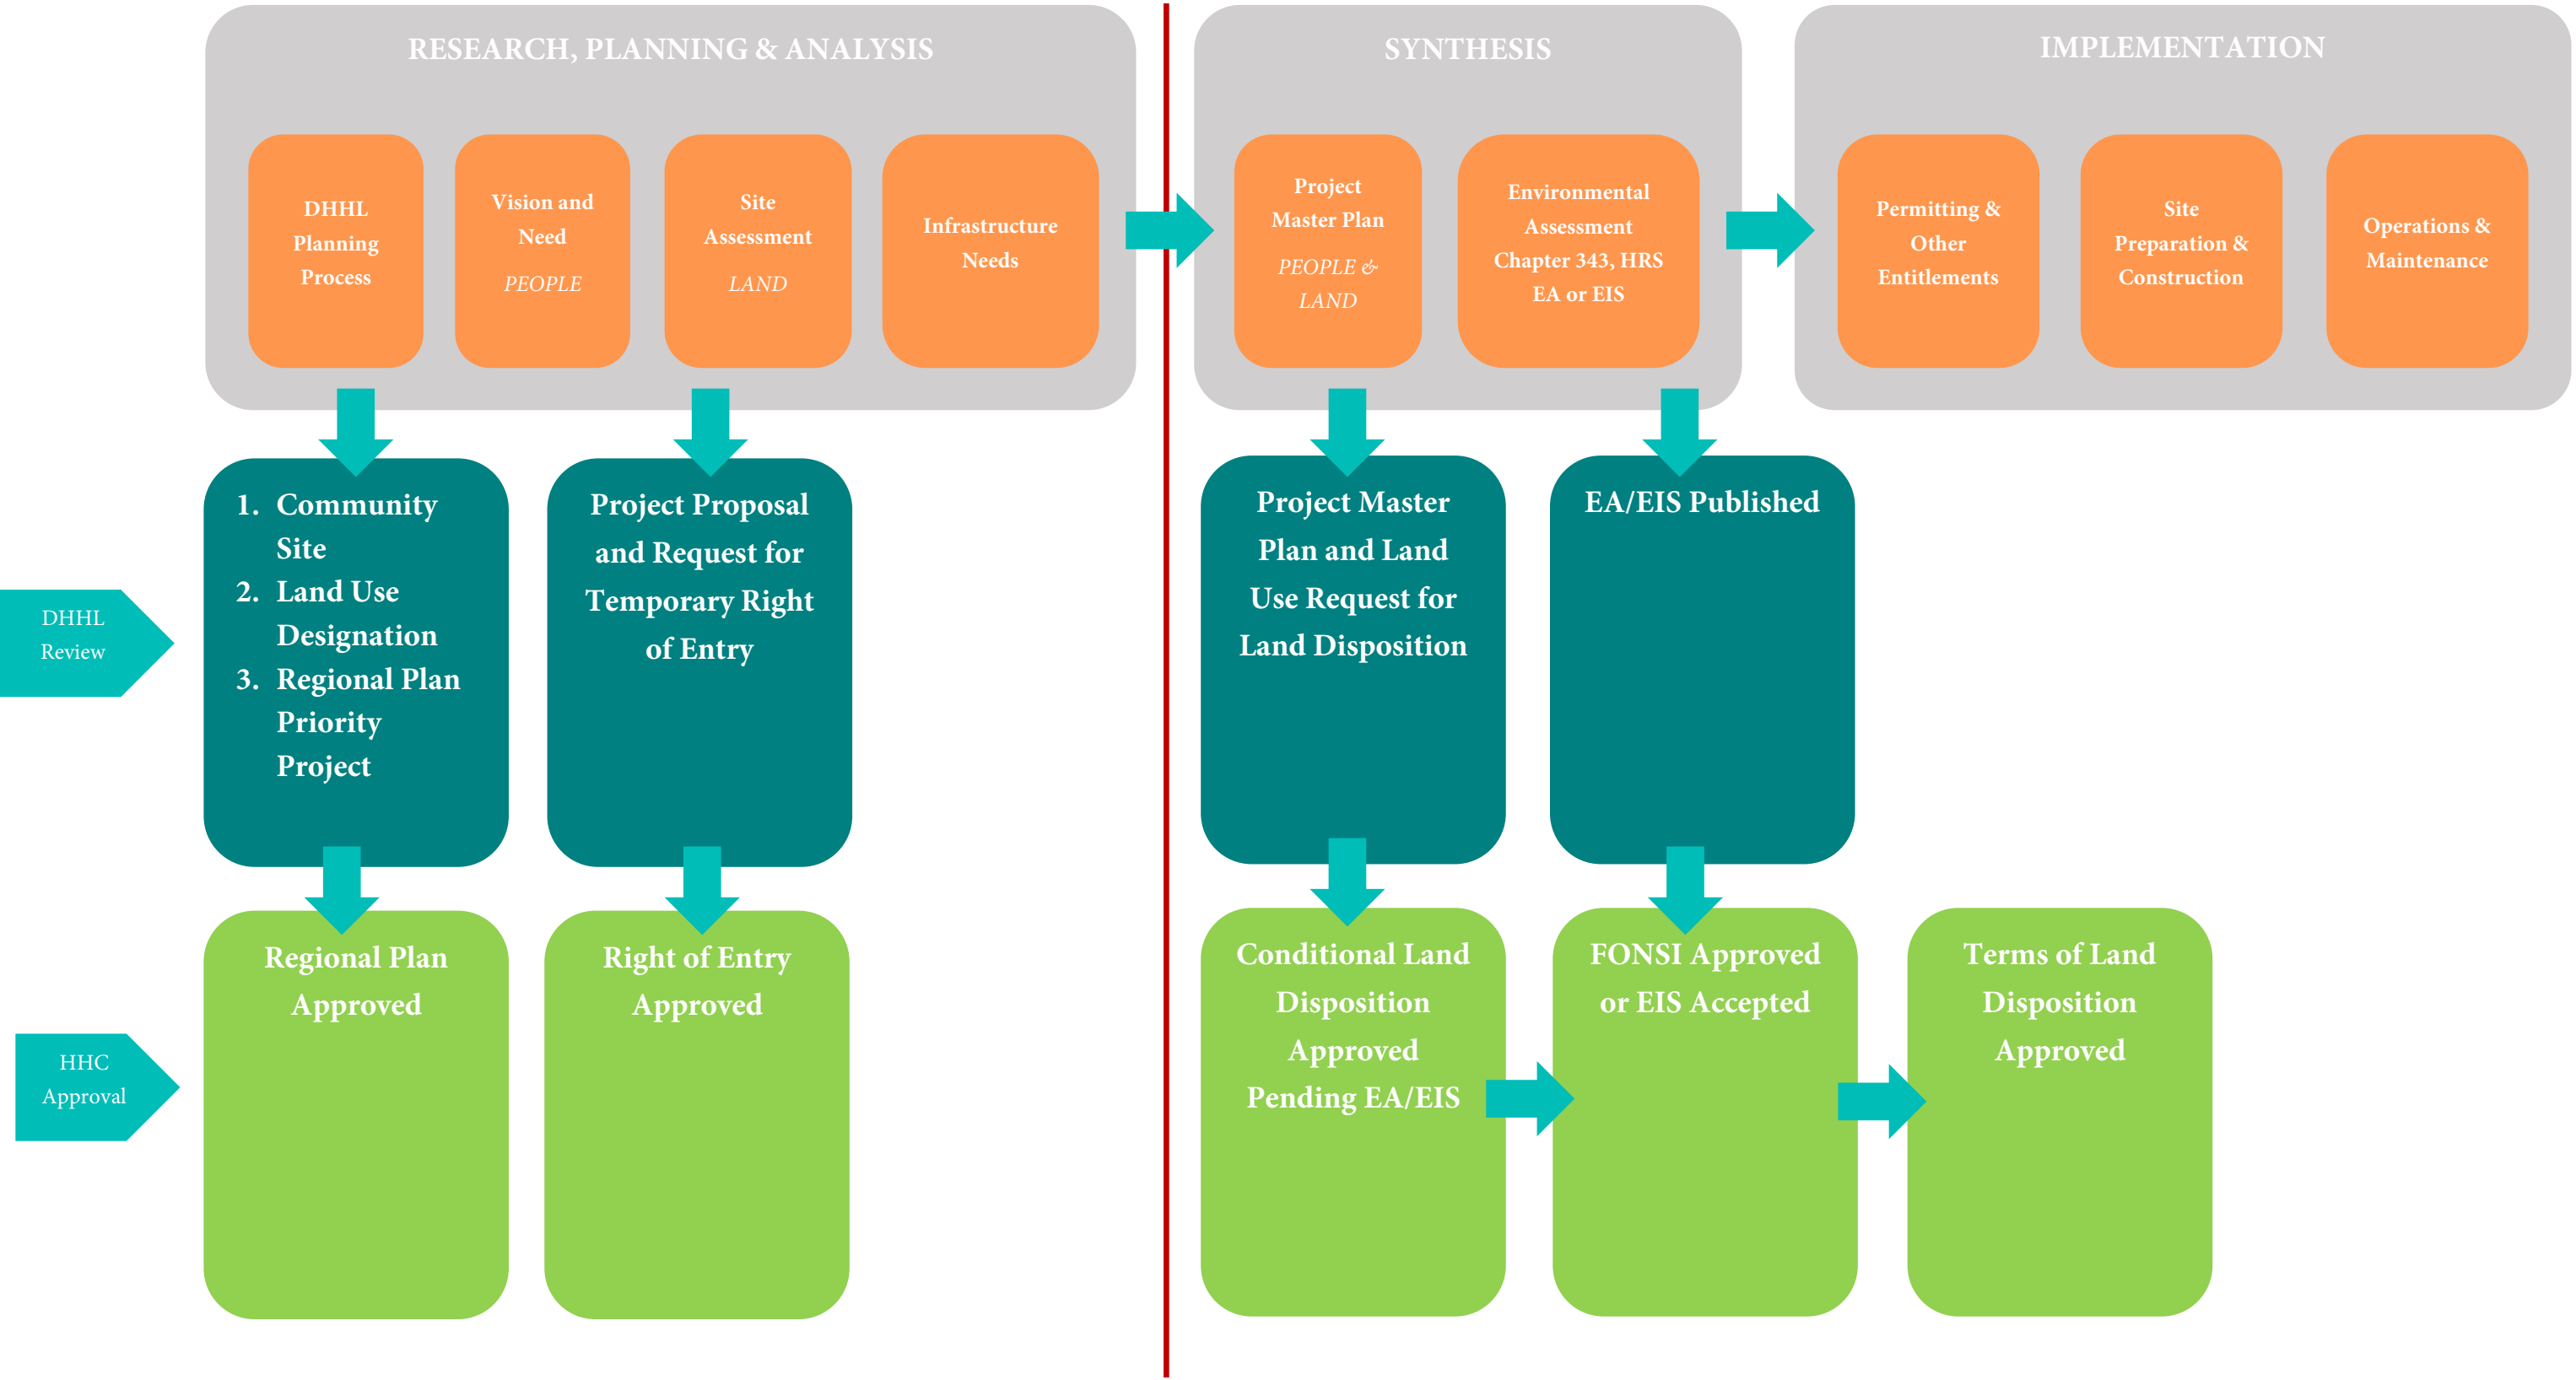 RESEARCH, PLANNING & ANALYSIS
DHHL
Planning
Process
Vision and
Need
PEOPLE
Site
Assessment
LAND
Infrastructure
Needs
SYNTHESIS
Project
Master Plan
PEOPLE &
LAND
Environmental
Assessment
Chapter 343, HRS
EA or EIS
IMPLEMENTATION
Permitting &
Other
Entitlements
Site
Preparation &
Construction
Operations &
Maintenance
DHHL
Review
1. Community
Site
2. Land Use
Designation
3. Regional Plan
Priority
Project
Project Proposal
and Request for
Temporary Right
of Entry
Project Master
Plan and Land
Use Request for
Land Disposition
EA/EIS Published
HHC
Approval
Regional Plan
Approved
Right of Entry
Approved
Conditional Land
Disposition
Approved
Pending EA/EIS
FONSI Approved
or EIS Accepted
Terms of Land
Disposition
Approved